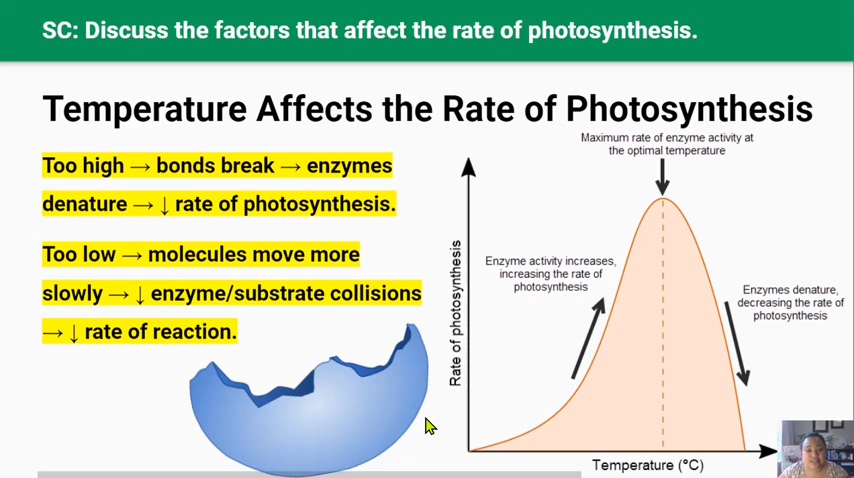 SC: Discuss the factors that affect the rate of photosynthesis.
Temperature Affects the Rate of Photosynthesis
Too high → bonds break → enzymes
denature → ↓ rate of photosynthesis.
Too low → molecules move more
slowly → ↓ enzyme/substrate collisions
→ ↓ rate of reaction.
Maximum rate of enzyme activity at
the optimal temperature
Enzyme activity increases,
increasing the rate of
photosynthesis
Enzymes denature,
decreasing the rate of
photosynthesis
Rate of photosynthesis
Temperature (°C)